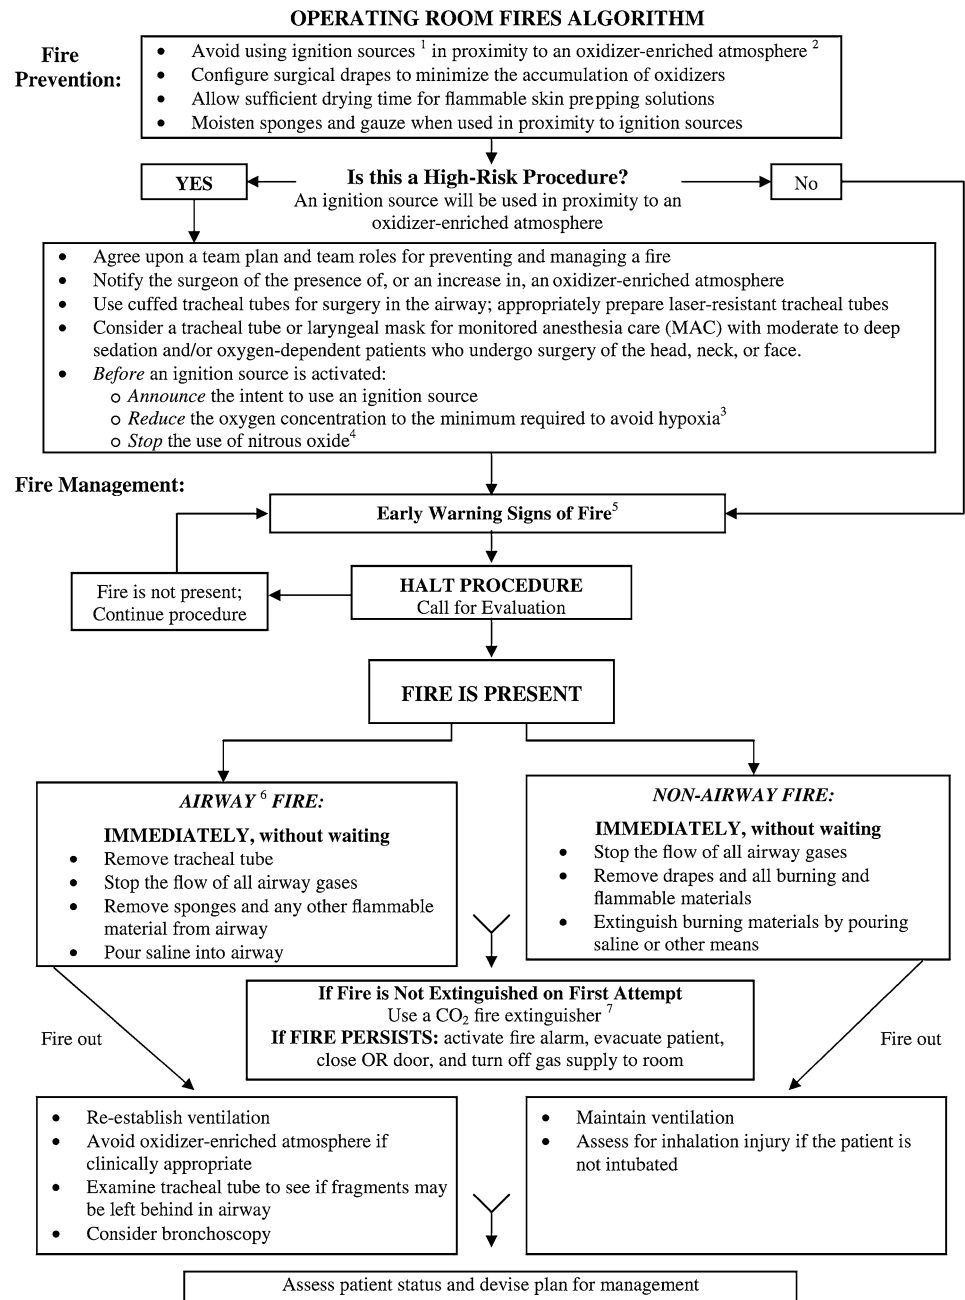 OPERATING ROOM FIRES ALGORITHM
Fire
Prevention:
• Avoid using ignition sources ¹ in proximity to an oxidizer-enriched atmosphere ²
• Configure surgical drapes to minimize the accumulation of oxidizers
• Allow sufficient drying time for flammable skin prepping solutions
• Moisten sponges and gauze when used in proximity to ignition sources
YES
Is this a High-Risk Procedure?
An ignition source will be used in proximity to an
oxidizer-enriched atmosphere
No
• Agree upon a team plan and team roles for preventing and managing a fire
• Notify the surgeon of the presence of, or an increase in, an oxidizer-enriched atmosphere
• Use cuffed tracheal tubes for surgery in the airway; appropriately prepare laser-resistant tracheal tubes
• Consider a tracheal tube or laryngeal mask for monitored anesthesia care (MAC) with moderate to deep
sedation and/or oxygen-dependent patients who undergo surgery of the head, neck, or face.
• Before an ignition source is activated:
o Announce the intent to use an ignition source
o Reduce the oxygen concentration to the minimum required to avoid hypoxia³
o Stop the use of nitrous oxide⁴
Fire Management:
Early Warning Signs of Fire⁵
HALT PROCEDURE
Call for Evaluation
Fire is not present;
Continue procedure
FIRE IS PRESENT
AIRWAY ⁶ FIRE:
IMMEDIATELY, without waiting
• Remove tracheal tube
• Stop the flow of all airway gases
• Remove sponges and any other flammable
material from airway
• Pour saline into airway
NON-AIRWAY FIRE:
IMMEDIATELY, without waiting
• Stop the flow of all airway gases
• Remove drapes and all burning and
flammable materials
• Extinguish burning materials by pouring
saline or other means
If Fire is Not Extinguished on First Attempt
Use a CO₂ fire extinguisher ⁷
If FIRE PERSISTS: activate fire alarm, evacuate patient,
close OR door, and turn off gas supply to room
Fire out
Fire out
• Re-establish ventilation
• Avoid oxidizer-enriched atmosphere if
clinically appropriate
• Examine tracheal tube to see if fragments may
be left behind in airway
• Consider bronchoscopy
• Maintain ventilation
• Assess for inhalation injury if the patient is
not intubated
Assess patient status and devise plan for management